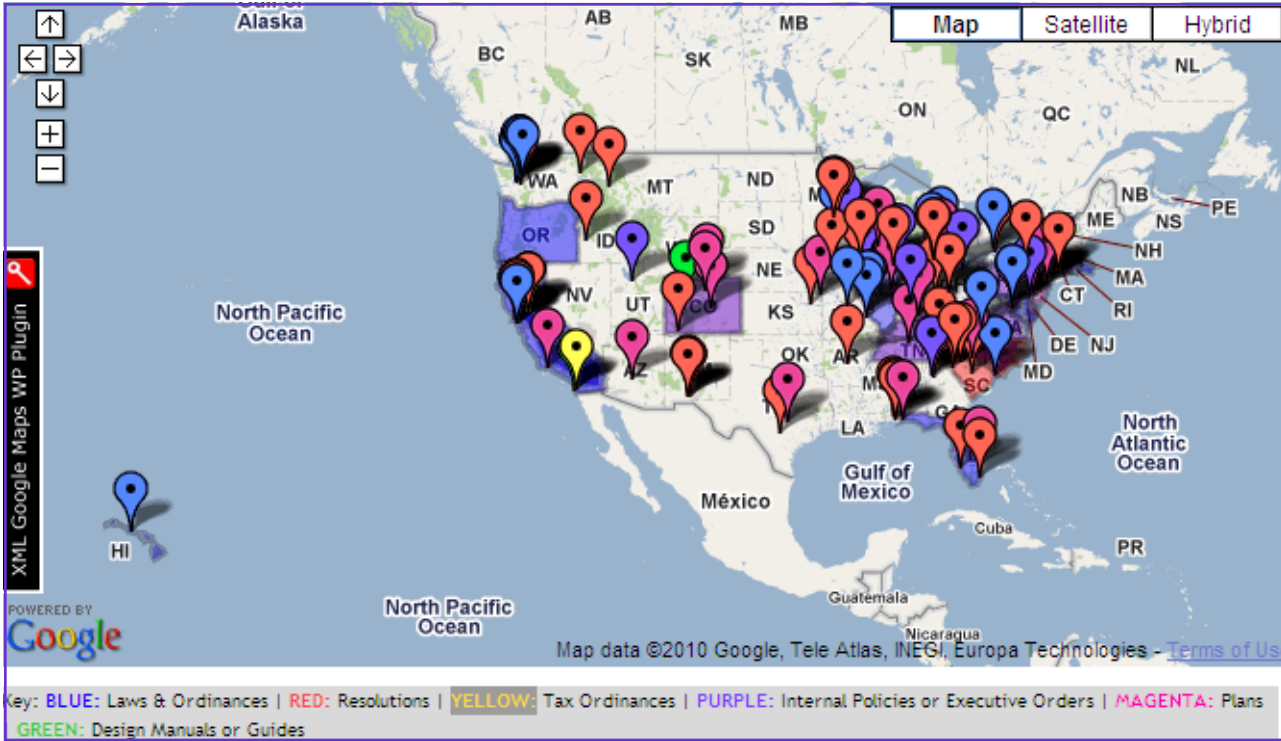 Gulf of
Alaska
AB
MB
Map
Satellite
Hybrid
BC
SK
NL
ON
QC
WA
MT
ND
NB
PE
ME
NS
OR
ID
SD
NH
MA
NE
CT
RI
NV
UT
CO
KS
North Pacific
Ocean
DE
NJ
MD
OK
AR
TN
AZ
SC
LA
North
Atlantic
Ocean
Gulf of
Mexico
México
Cuba
PR
HI
XML Google Maps WP Plugin
POWERED BY
Google
North Pacific
Ocean
Guatemala
Nicaragua
Map data ©2010 Google, Tele Atlas, INEGI, Europa Technologies - Terms of Us
Key: BLUE: Laws & Ordinances | RED: Resolutions | YELLOW: Tax Ordinances | PURPLE: Internal Policies or Executive Orders | MAGENTA: Plans
GREEN: Design Manuals or Guides